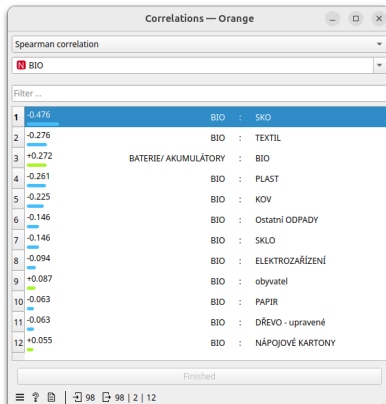 Correlations — Orange
Spearman correlation
N BIO
Filter ...
1 -0.476 BIO : SKO
2 -0.276 BIO : TEXTIL
3 +0.272 BATERIE/ AKUMULÁTORY : BIO
4 -0.261 BIO : PLAST
5 -0.225 BIO : KOV
6 -0.146 BIO : Ostatní ODPADY
7 -0.146 BIO : SKLO
8 -0.094 BIO : ELEKTROZAŘÍZENÍ
9 +0.087 BIO : obyvatel
10 -0.063 BIO : PAPIR
11 -0.063 BIO : DŘEVO - upravené
12 +0.055 BIO : NÁPOJOVÉ KARTONY
Finished
98 98 | 2 | 12